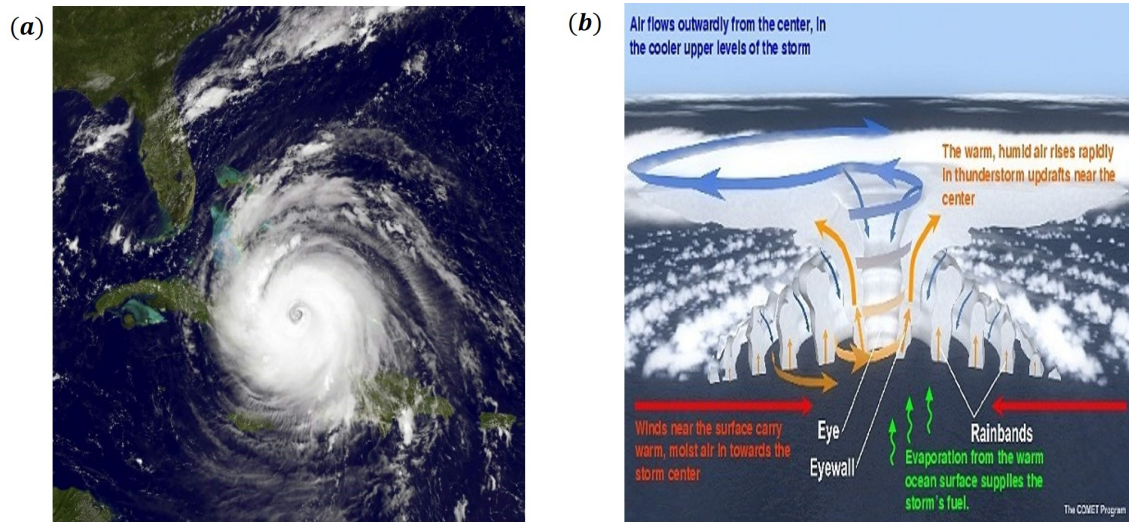 (a)
(b)
Air flows outwardly from the center, in
the cooler upper levels of the storm
The warm, humid air rises rapidly
in thunderstorm updrafts near the
center
Winds near the surface carry
warm, moist air in towards the
storm center
Eye
Eyewall
Rainbands
Evaporation from the warm
ocean surface supplies the
storm's fuel.
The COMET Program